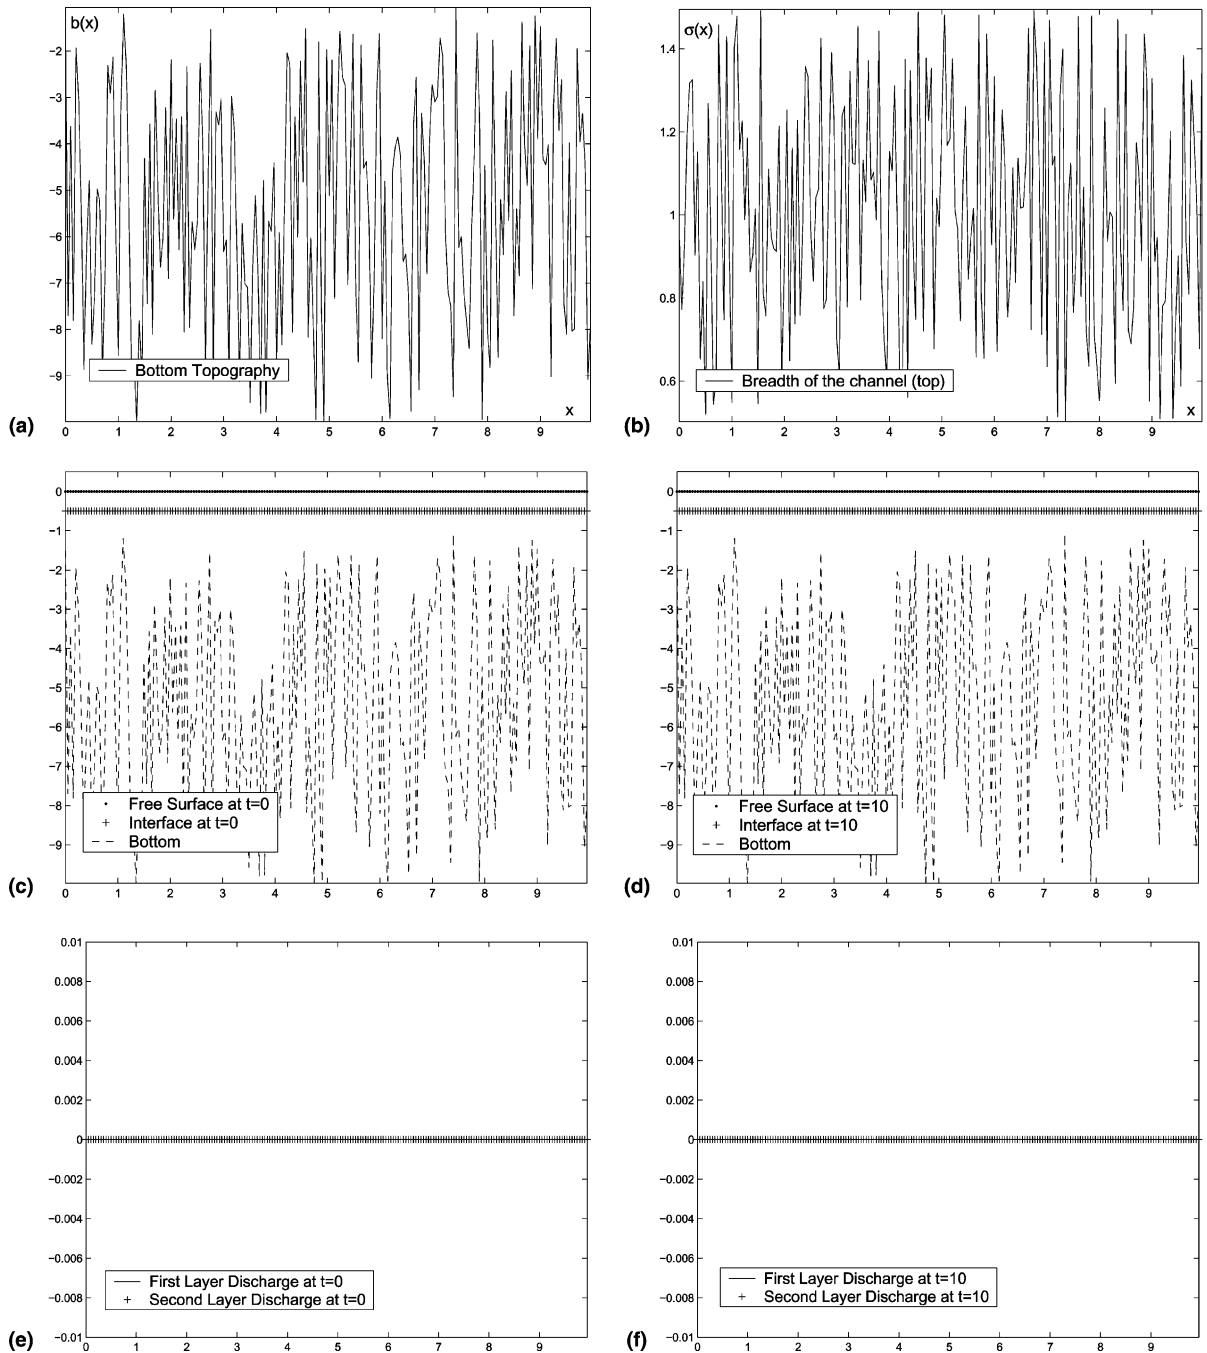 b(x)
−2
−3
−4
−5
−6
−7
−8
−9
Bottom Topography
x
(a)
0 1 2 3 4 5 6 7 8 9
σ(x)
1.4
1.2
1
0.8
0.6
Breadth of the channel (top)
x
(b)
0 1 2 3 4 5 6 7 8 9
0
−1
−2
−3
−4
−5
−6
−7
−8
−9
Free Surface at t=0
Interface at t=0
Bottom
(c)
0 1 2 3 4 5 6 7 8 9
0
−1
−2
−3
−4
−5
−6
−7
−8
−9
Free Surface at t=10
Interface at t=10
Bottom
(d)
0 1 2 3 4 5 6 7 8 9
0.01
0.008
0.006
0.004
0.002
0
−0.002
−0.004
−0.006
−0.008
−0.01
First Layer Discharge at t=0
Second Layer Discharge at t=0
(e)
0 1 2 3 4 5 6 7 8 9
0.01
0.008
0.006
0.004
0.002
0
−0.002
−0.004
−0.006
−0.008
−0.01
First Layer Discharge at t=10
Second Layer Discharge at t=10
(f)
0 1 2 3 4 5 6 7 8 9